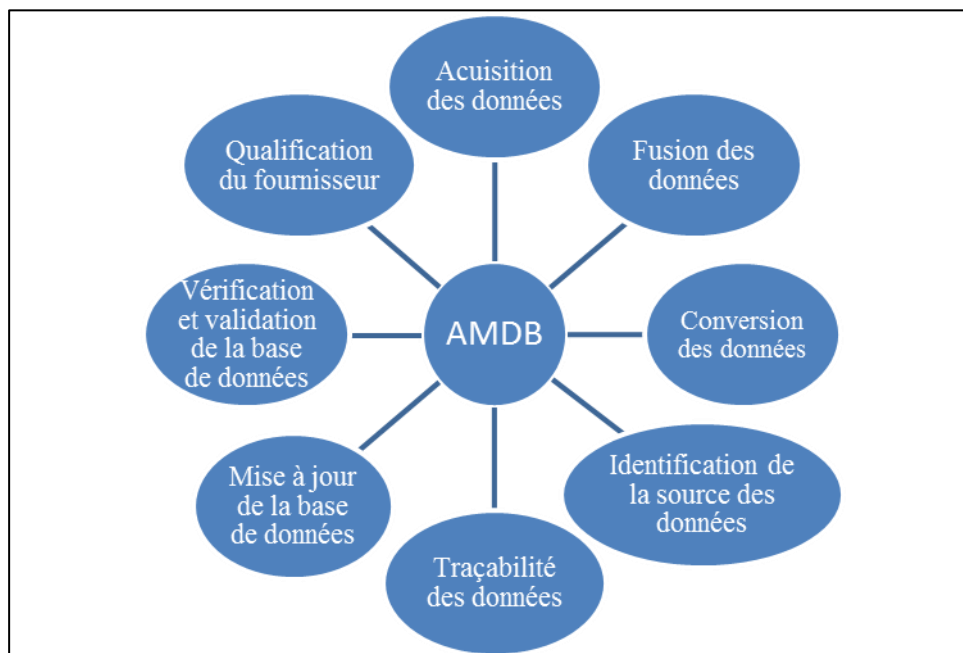 Acuisition
des données
Fusion des
données
Conversion
des données
Identification de
la source des
données
Traçabilité
des données
Mise à jour
de la base
de données
Vérification
et validation
de la base
de données
Qualification
du fournisseur
AMDB